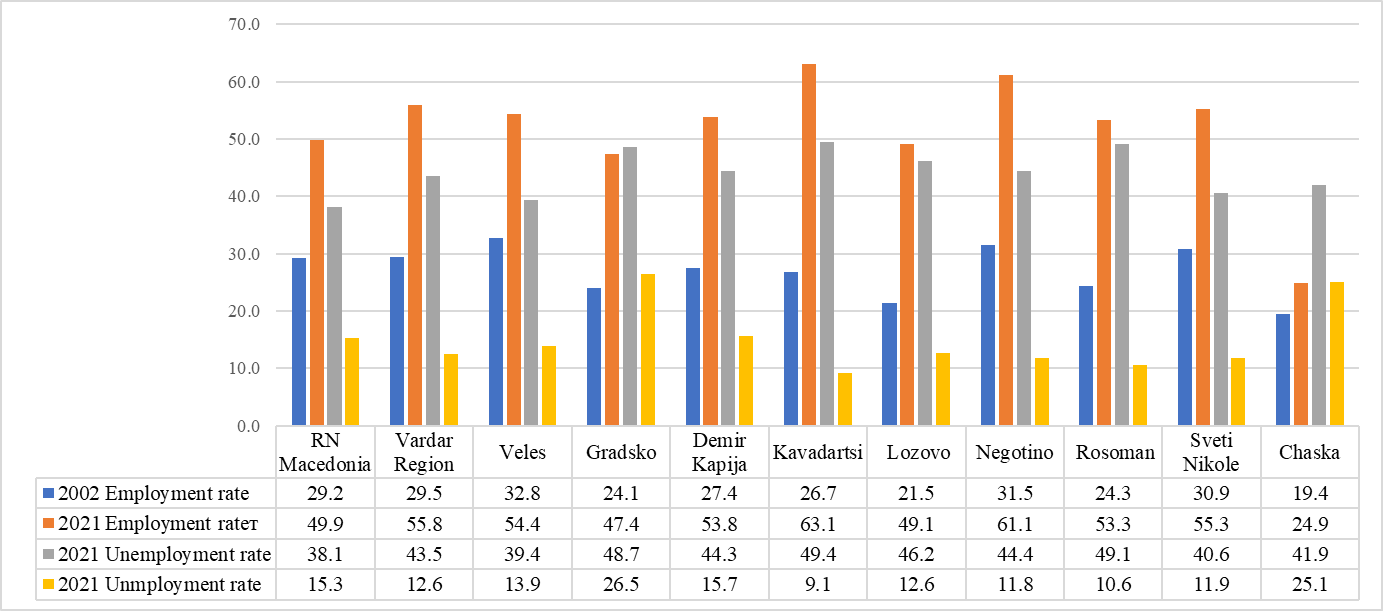 70.0
60.0
50.0
40.0
30.0
20.0
10.0
0.0
RN Macedonia Vardar Region Veles Gradsko Demir Kapija Kavadartsi Lozovo Negotino Rosoman Sveti Nikole Chaska
2002 Employment rate 29.2 29.5 32.8 24.1 27.4 26.7 21.5 31.5 24.3 30.9 19.4
2021 Employment rateт 49.9 55.8 54.4 47.4 53.8 63.1 49.1 61.1 53.3 55.3 24.9
2021 Unemployment rate 38.1 43.5 39.4 48.7 44.3 49.4 46.2 44.4 49.1 40.6 41.9
2021 Unmployment rate 15.3 12.6 13.9 26.5 15.7 9.1 12.6 11.8 10.6 11.9 25.1